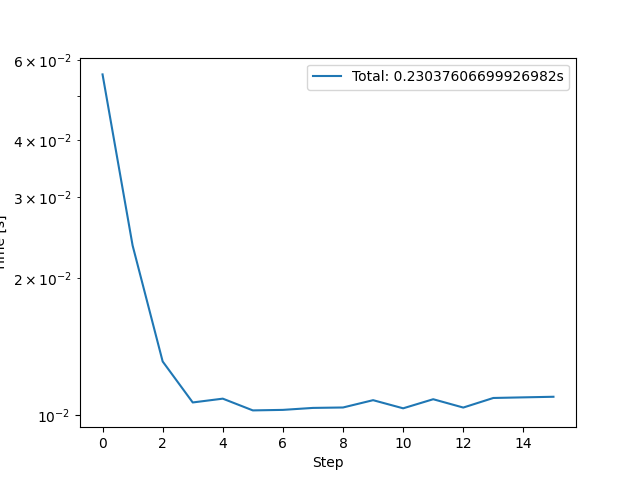 Total: 0.23037606699926982s
6 × 10⁻²
4 × 10⁻²
3 × 10⁻²
2 × 10⁻²
10⁻²
0 2 4 6 8 10 12 14
Step